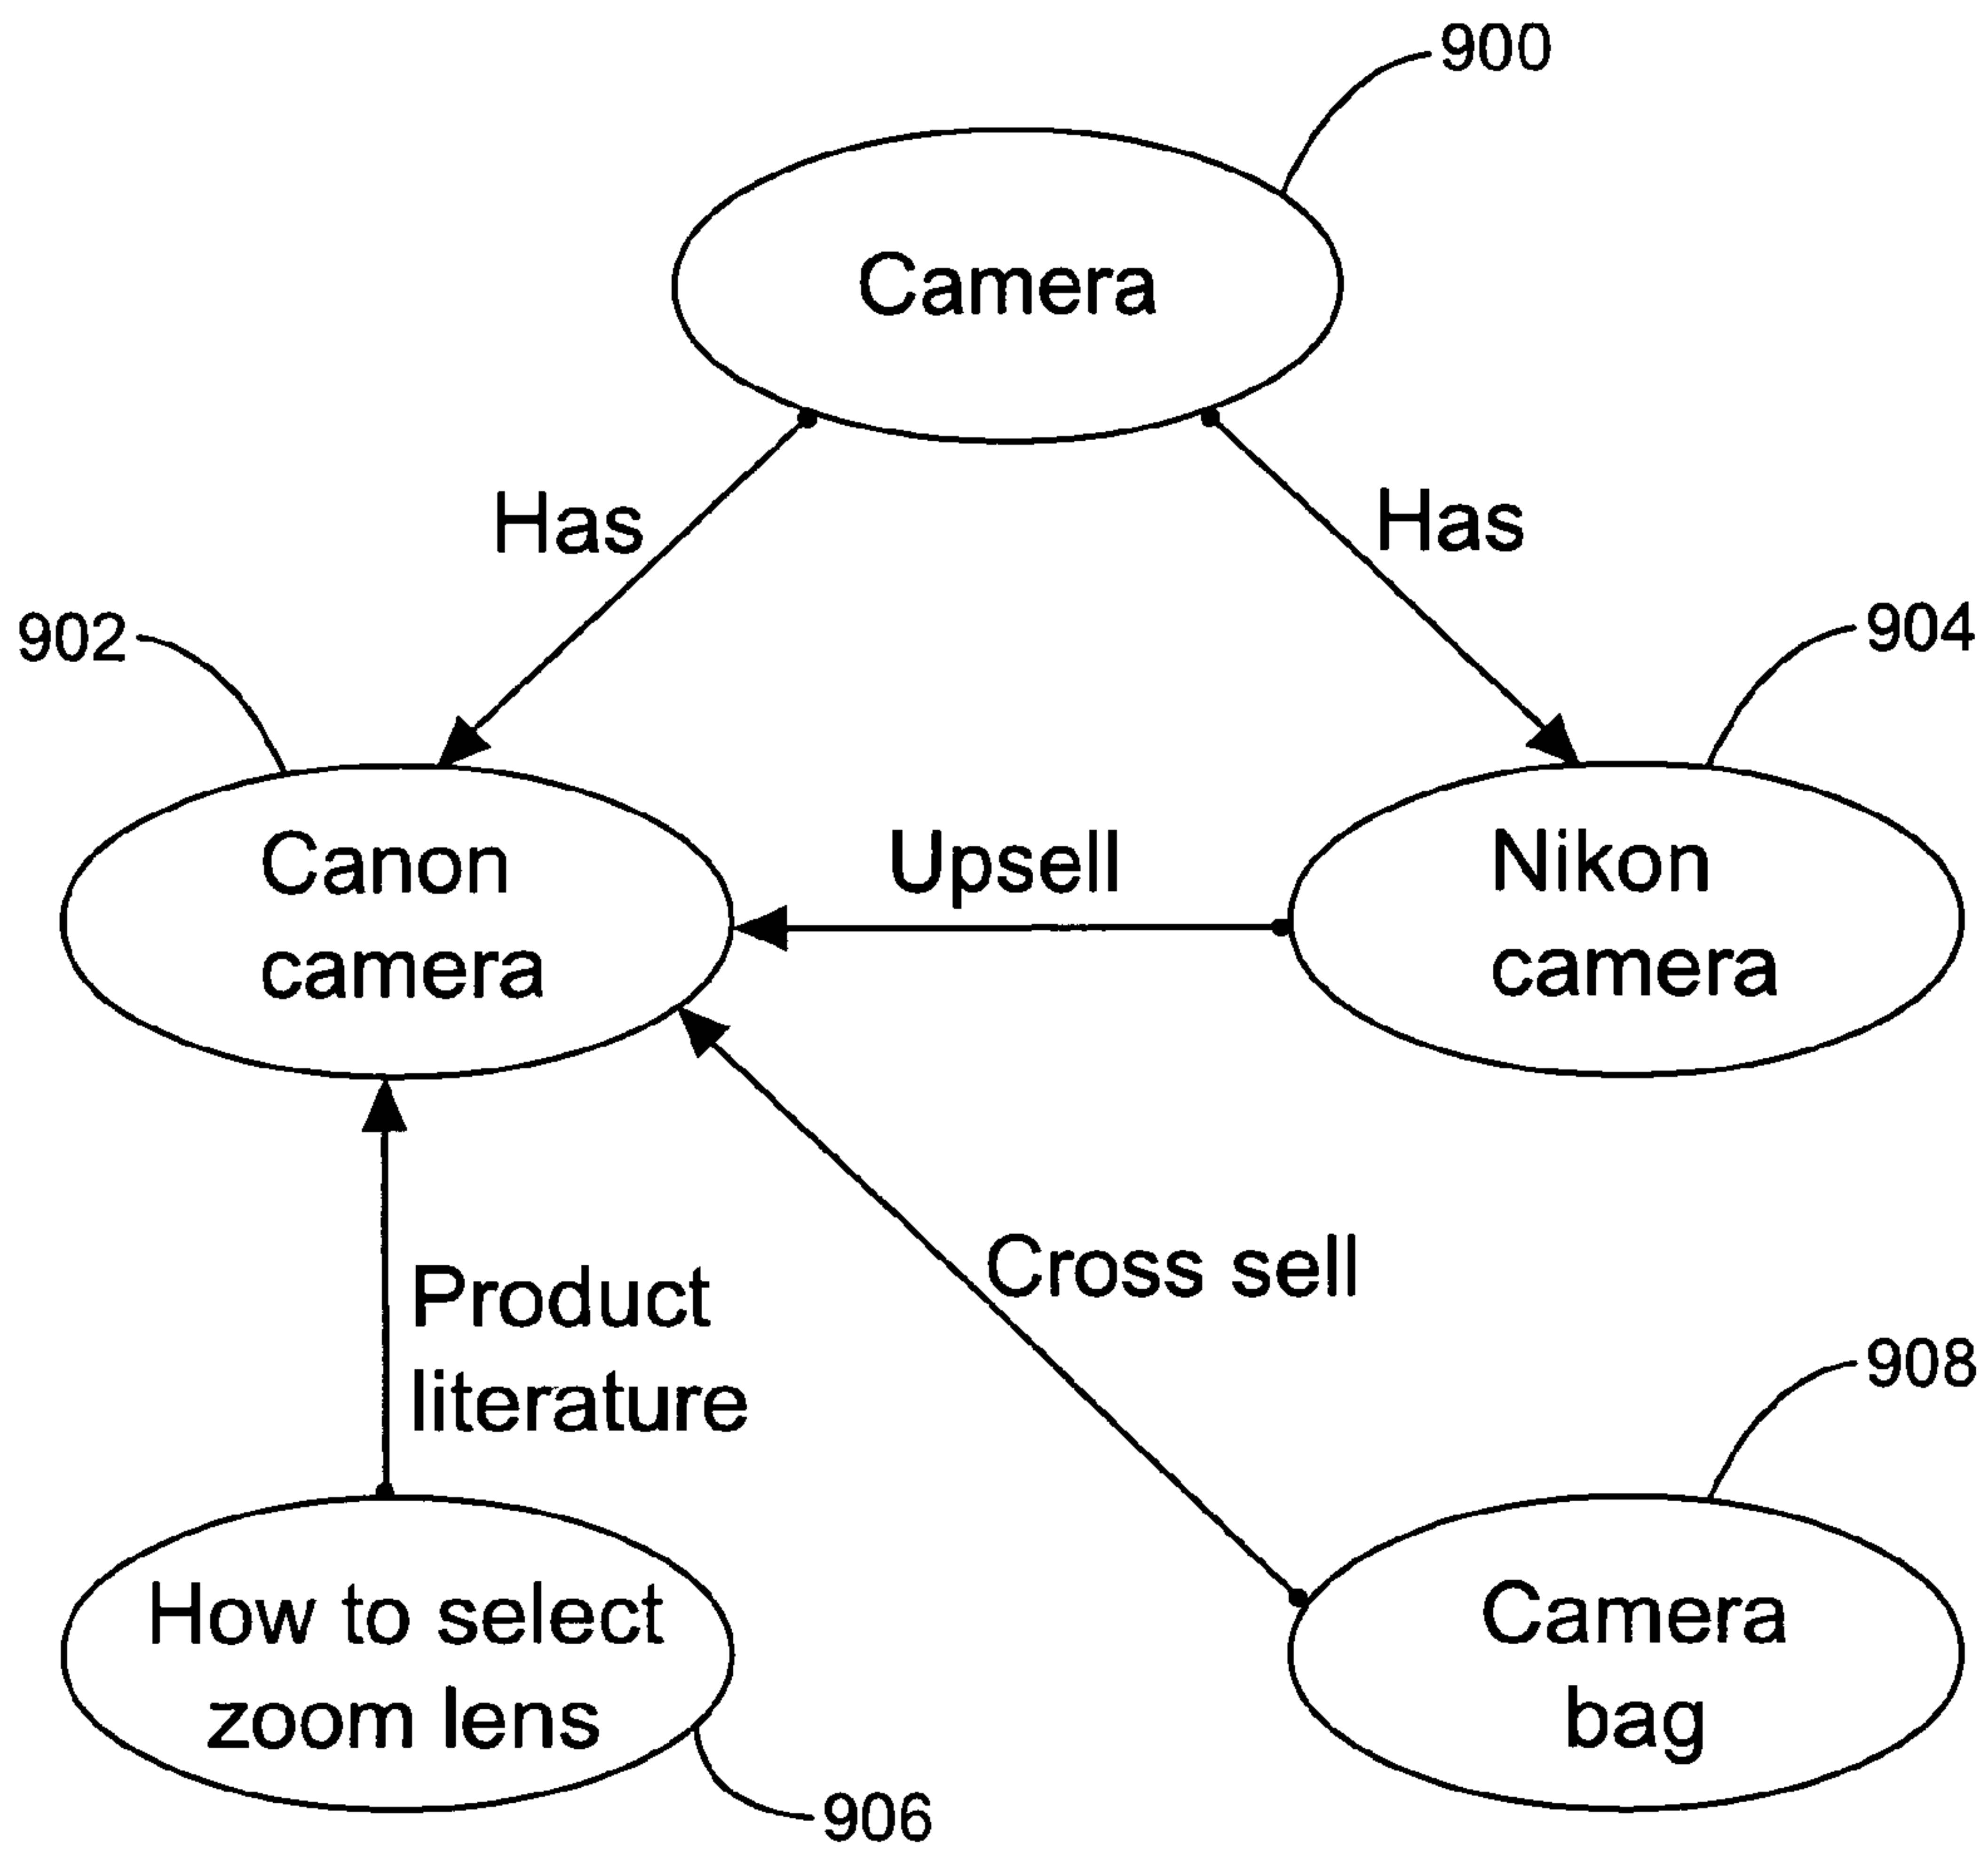 900
Camera
Has
Has
902
904
Canon
camera
Upsell
Nikon
camera
Cross sell
Product
literature
908
How to select
zoom lens
Camera
bag
906